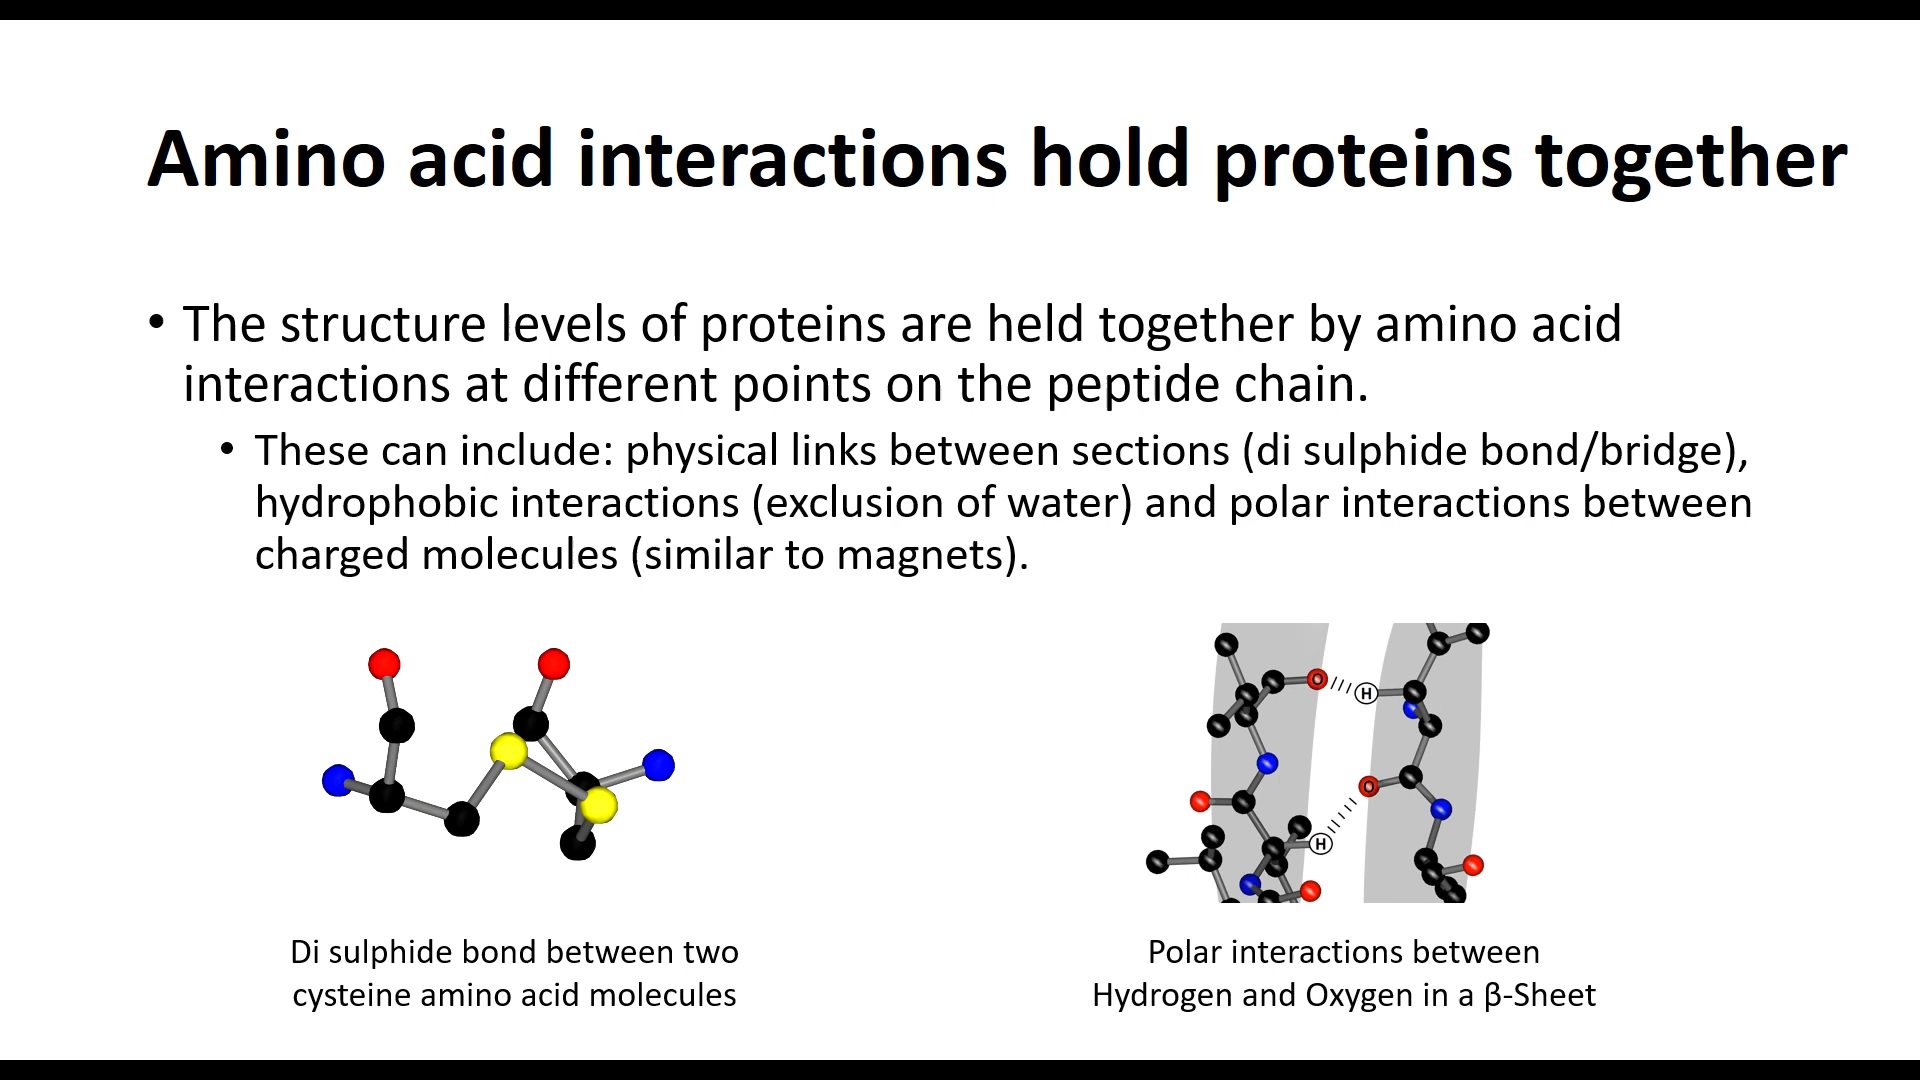 Amino acid interactions hold proteins together
• The structure levels of proteins are held together by amino acid
interactions at different points on the peptide chain.
• These can include: physical links between sections (di sulphide bond/bridge),
hydrophobic interactions (exclusion of water) and polar interactions between
charged molecules (similar to magnets).
O
H
O
H
Di sulphide bond between two
cysteine amino acid molecules
Polar interactions between
Hydrogen and Oxygen in a β-Sheet